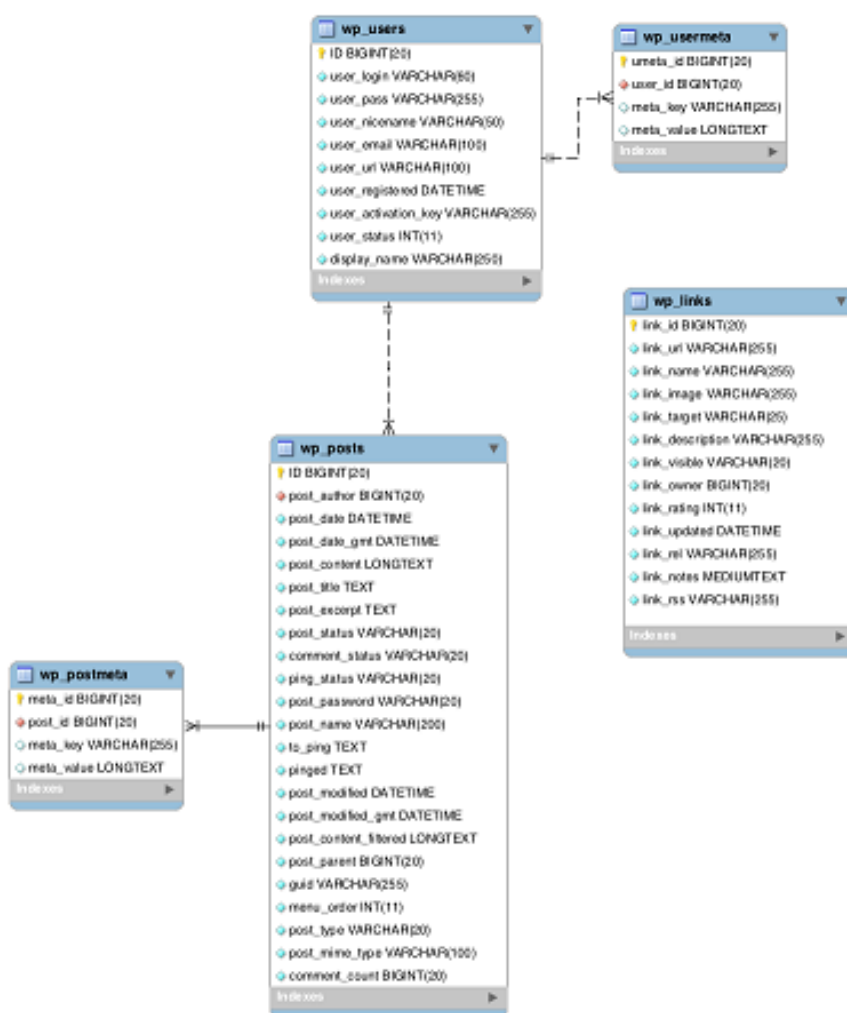 wp_users
ID BIGINT(20)
user_login VARCHAR(60)
user_pass VARCHAR(255)
user_nicename VARCHAR(50)
user_email VARCHAR(100)
user_url VARCHAR(100)
user_registered DATETIME
user_activation_key VARCHAR(255)
user_status INT(11)
display_name VARCHAR(250)
Indexes
wp_usermeta
umeta_id BIGINT(20)
user_id BIGINT(20)
meta_key VARCHAR(255)
meta_value LONGTEXT
Indexes
wp_links
link_id BIGINT(20)
link_url VARCHAR(255)
link_name VARCHAR(255)
link_image VARCHAR(255)
link_target VARCHAR(25)
link_description VARCHAR(255)
link_visible VARCHAR(20)
link_owner BIGINT(20)
link_rating INT(11)
link_updated DATETIME
link_rel VARCHAR(255)
link_notes MEDIUMTEXT
link_rss VARCHAR(255)
Indexes
wp_posts
ID BIGINT(20)
post_author BIGINT(20)
post_date DATETIME
post_date_gmt DATETIME
post_content LONGTEXT
post_title TEXT
post_excerpt TEXT
post_status VARCHAR(20)
comment_status VARCHAR(20)
ping_status VARCHAR(20)
post_password VARCHAR(20)
post_name VARCHAR(200)
to_ping TEXT
pinged TEXT
post_modified DATETIME
post_modified_gmt DATETIME
post_content_filtered LONGTEXT
post_parent BIGINT(20)
guid VARCHAR(255)
menu_order INT(11)
post_type VARCHAR(20)
post_mime_type VARCHAR(100)
comment_count BIGINT(20)
Indexes
wp_postmeta
meta_id BIGINT(20)
post_id BIGINT(20)
meta_key VARCHAR(255)
meta_value LONGTEXT
Indexes